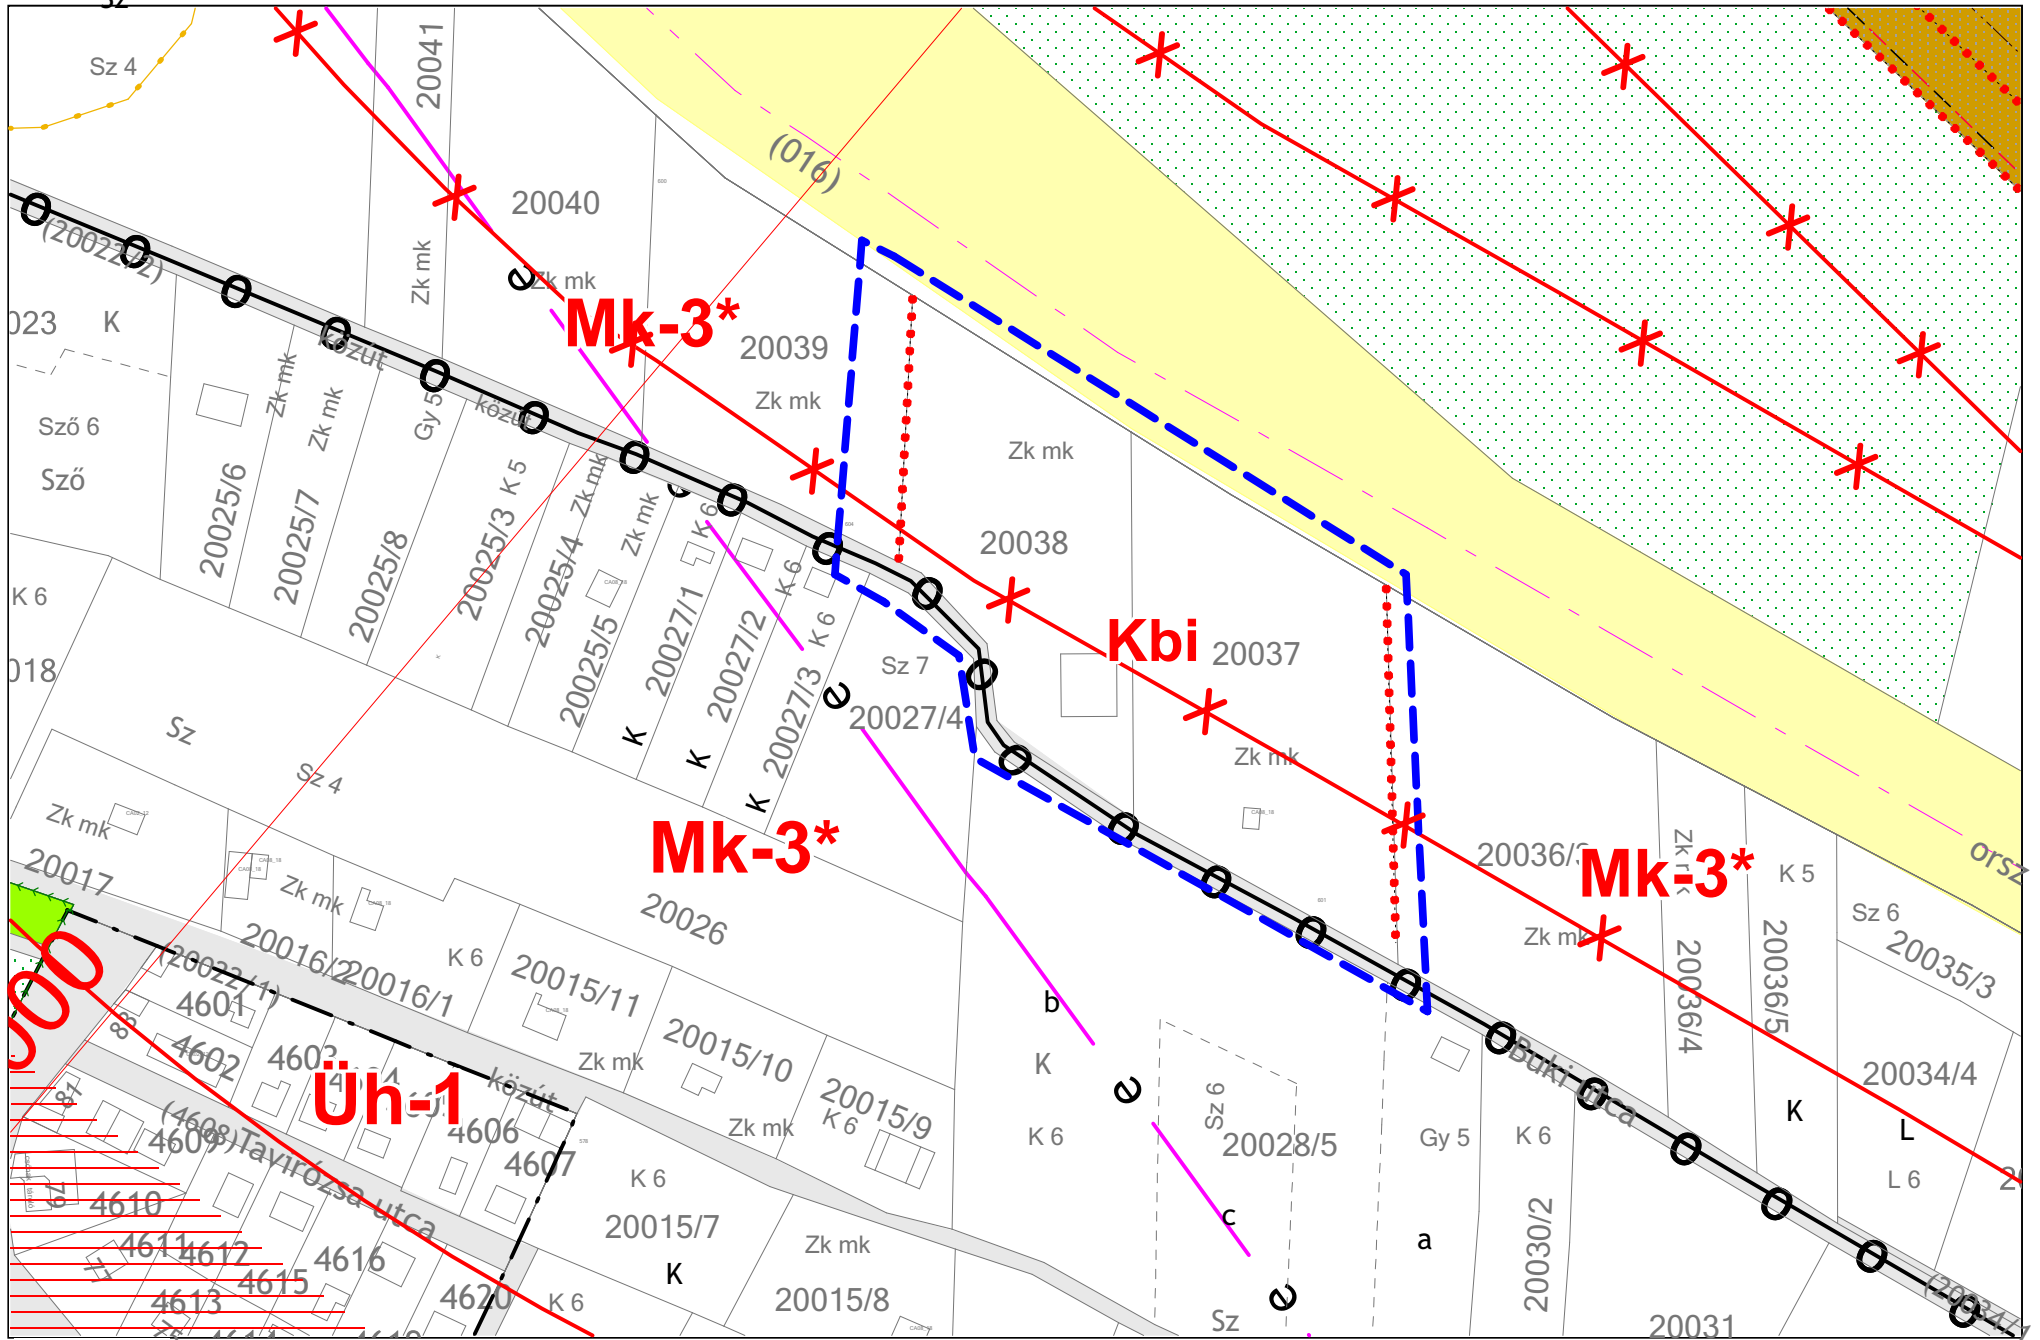 Sz
Sz 4
20041
(016)
20040
Zk mk
Zk mk
e
(20022/2)
Mk-3*
20039
Zk mk
023
K
közút
közút
Zk mk
Zk mk
Gy 5
Sző 6
Sző
20025/6
20025/7
20025/8
20025/3
K 5
20025/4
Zk mk
Zk mk
K 6
20025/5
20027/1
20027/2
K 6
20027/3
K 6
Zk mk
20038
Kbi
20037
Zk mk
K 6
018
Sz 7
20027/4
e
K
K
K
Sz
Sz 4
Zk mk
20017
Mk-3*
20026
20036/3
Mk-3*
Zk mk
Zk mk
K 5
Sz 6
20035/3
20036/4
20036/5
orsz
Zk mk
20016/2
20016/1
K 6
20015/11
(20022/1)
4601
83
4602
4603
000
Üh-1
közút
Zk mk
20015/10
Zk mk
20015/9
K 6
b
K
K 6
e
Sz 6
20028/5
Gy 5
K 6
Buki utca
20034/4
K
L
L 6
81
(4608)
Tavirózsa utca
4609
4606
4607
K 6
20015/7
K
79
4610
4611
4612
77
4616
4615
4613
4620
K 6
Zk mk
20015/8
c
a
e
Sz
20030/2
20031